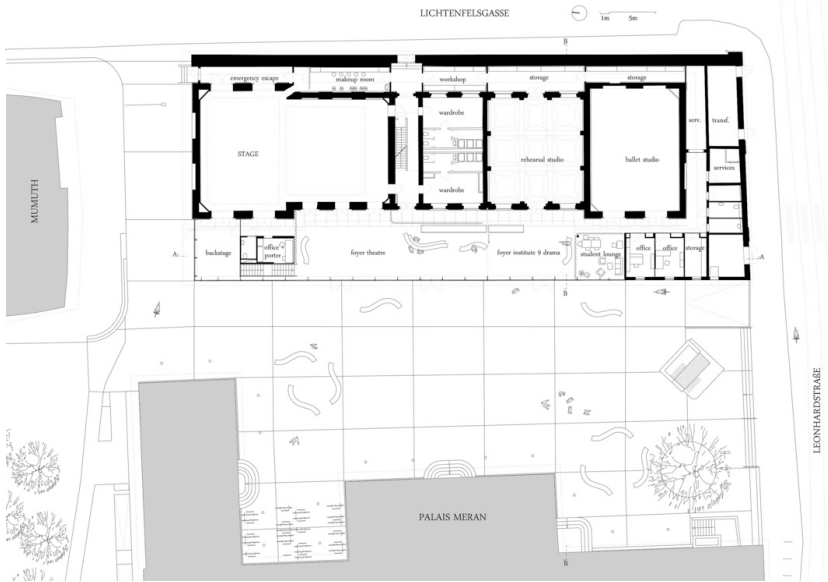 LICHTENFELSGASSE
1m 5m
B
emergency escape
makeup room
workshop
storage
storage
wardrobe
serv.
transf.
STAGE
rehearsal studio
ballet studio
services
wardrobe
MUMUTH
A
backstage
office
porter
foyer theatre
foyer institute 9 drama
student lounge
office
office
storage
A
B
LEONHARDSTRAßE
PALAIS MERAN
B